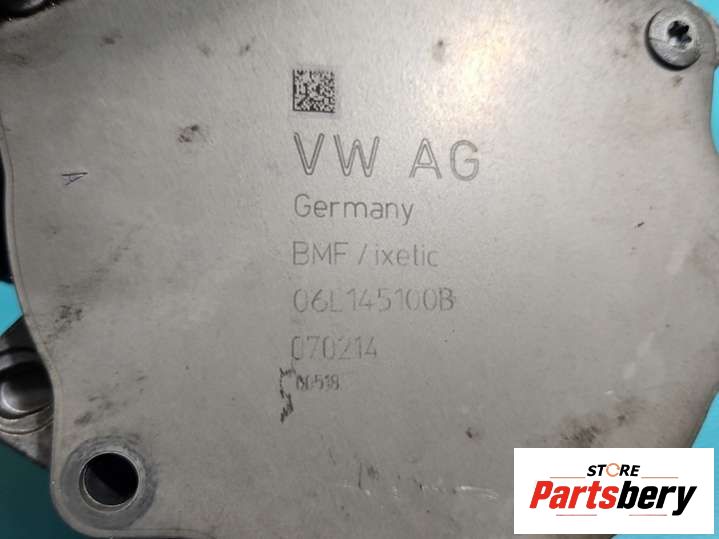 VW AG
Germany
A
BMF / ixetic
06L145100B
070214
STORE
Partsbery